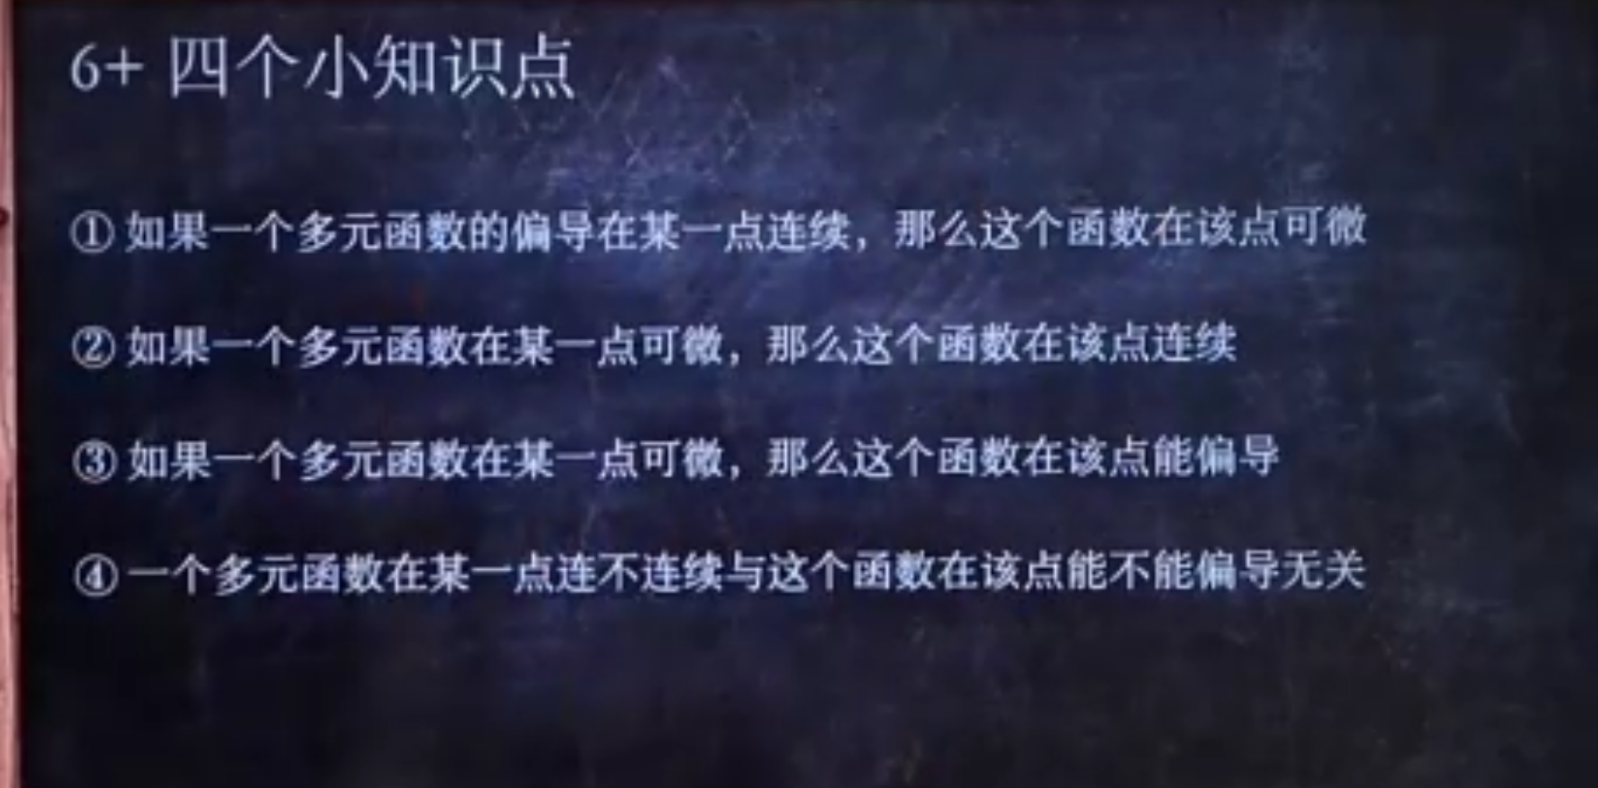 6+ 四个小知识点
① 如果一个多元函数的偏导在某一点连续，那么这个函数在该点可微
② 如果一个多元函数在某一点可微，那么这个函数在该点连续
③ 如果一个多元函数在某一点可微，那么这个函数在该点能偏导
④ 一个多元函数在某一点连不连续与这个函数在该点能不能偏导无关